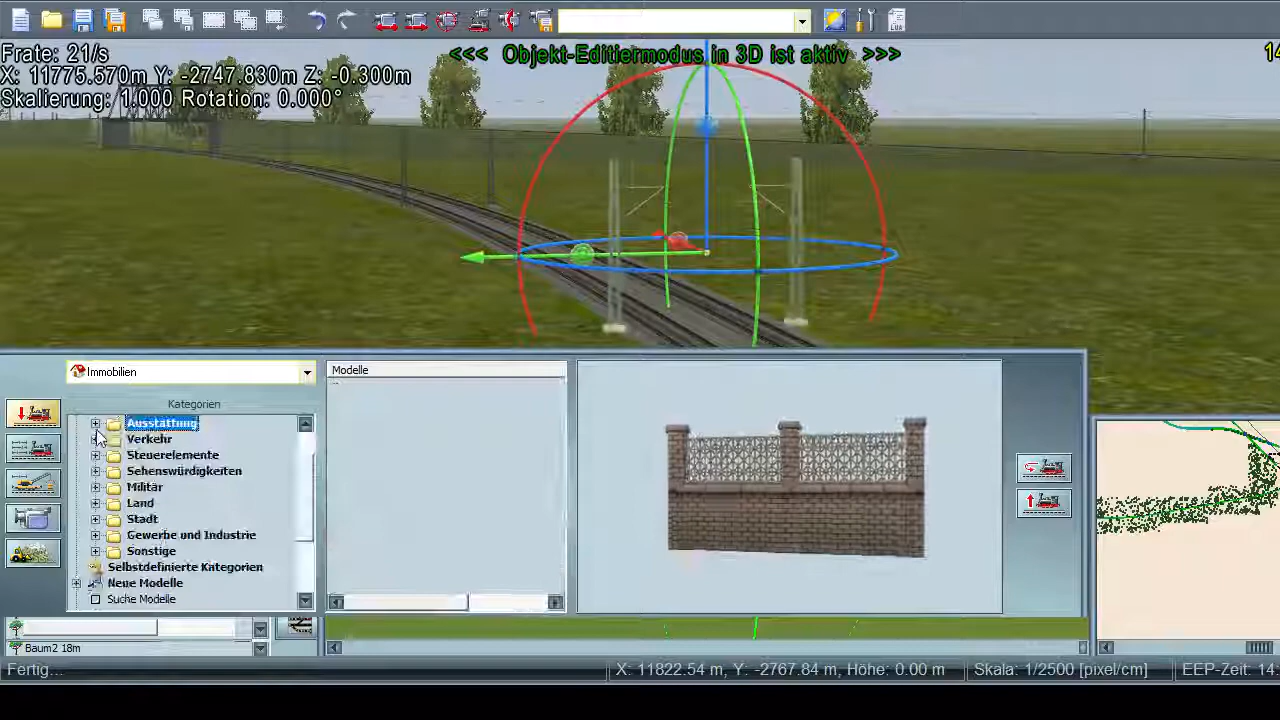 <<< Objekt-Editiermodus in 3D ist aktiv >>>
14
Frate: 21/s
X: 11775.570m Y: -2747.830m Z: -0.300m
Skalierung: 1.000 Rotation: 0.000°
LUA
Immobilien
Modelle
--
Kategorien
Ausstattung
Verkehr
Steuerelemente
Sehenswürdigkeiten
Militär
Land
Stadt
Gewerbe und Industrie
Sonstige
Selbstdefinierte Kategorien
Neue Modelle
Suche Modelle
Baum2 18m
Fertig...
X: 11822.54 m, Y: -2767.84 m, Höhe: 0.00 m
Skala: 1/2500 [pixel/cm]
EEP-Zeit: 14: